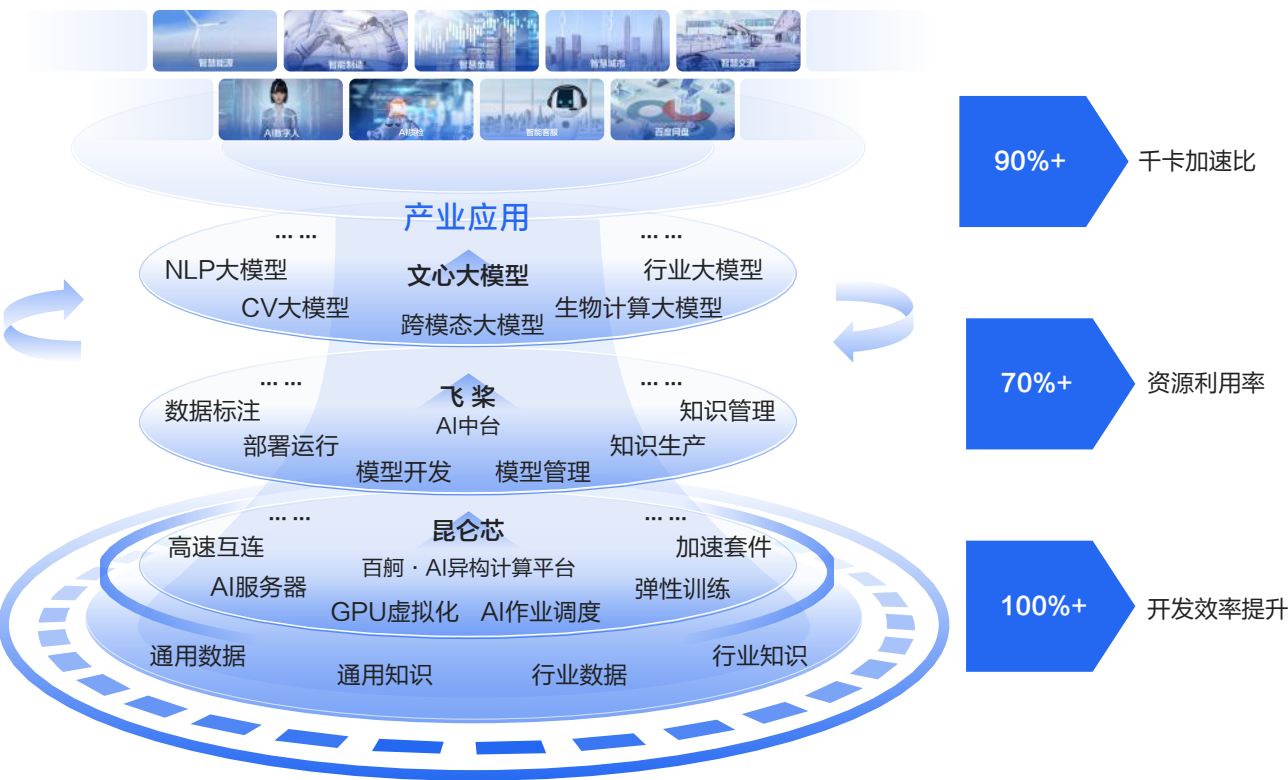 智慧能源
智能制造
智慧金融
智慧城市
智慧交通
AI数字人
AI质检
智能客服
百度网盘
产业应用
... ...
... ...
NLP大模型
文心大模型
行业大模型
CV大模型
跨模态大模型
生物计算大模型
... ...
... ...
数据标注
飞桨
AI中台
知识管理
部署运行
知识生产
模型开发
模型管理
... ...
... ...
高速互连
昆仑芯
加速套件
百舸·AI异构计算平台
AI服务器
弹性训练
GPU虚拟化
AI作业调度
通用数据
通用知识
行业数据
行业知识
90%+
千卡加速比
70%+
资源利用率
100%+
开发效率提升